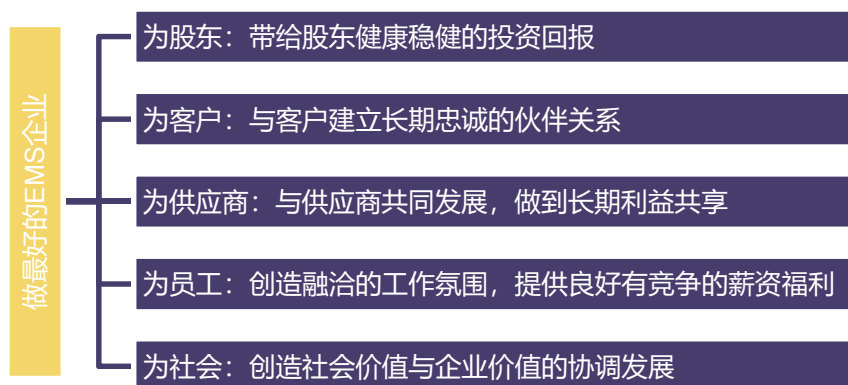 做最好的EMS企业
为股东：带给股东健康稳健的投资回报
为客户：与客户建立长期忠诚的伙伴关系
为供应商：与供应商共同发展，做到长期利益共享
为员工：创造融洽的工作氛围，提供良好有竞争的薪资福利
为社会：创造社会价值与企业价值的协调发展